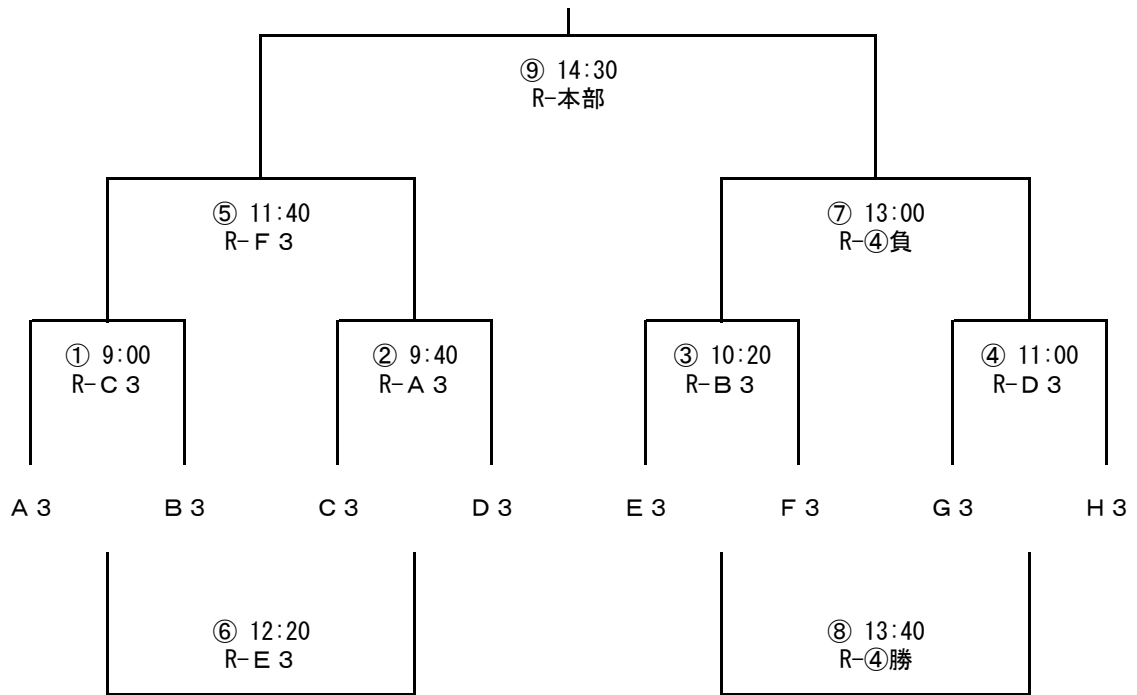 ⑨ 14:30
R-本部
⑤ 11:40
R-Ｆ３
⑦ 13:00
R-④負
① 9:00
R-Ｃ３
② 9:40
R-Ａ３
③ 10:20
R-Ｂ３
④ 11:00
R-Ｄ３
Ａ３ Ｂ３ Ｃ３ Ｄ３ Ｅ３ Ｆ３ Ｇ３ Ｈ３
⑥ 12:20
R-Ｅ３
⑧ 13:40
R-④勝